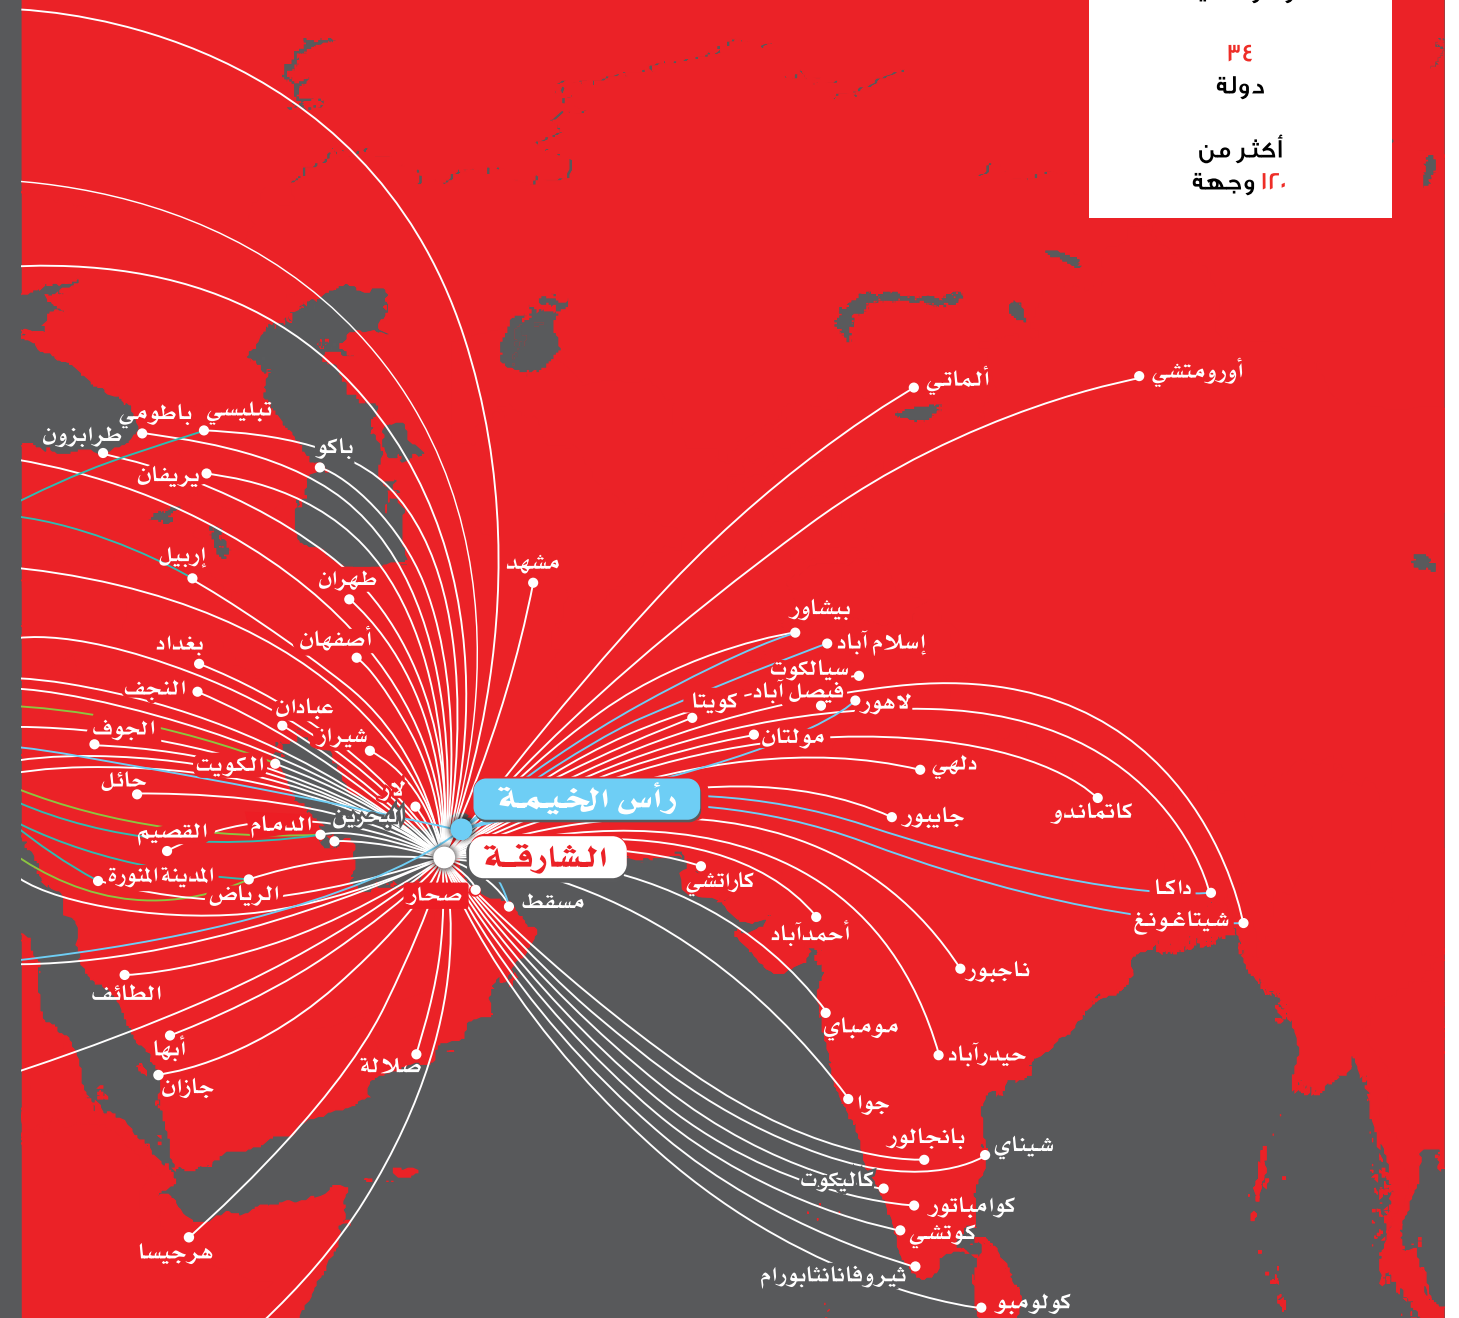 ٣٤
دولة
أكثر من
١٢٠ وجهة
أورومتشي
ألماتي
تبليسي
باطومي
طرابزون
باكو
يريفان
إربيل
مشهد
طهران
أصفهان
بغداد
النجف
عبادان
الجوف
شيراز
الكويت
حائل
لار
البحرين
الدمام
القصيم
المدينة المنورة
الرياض
بيشاور
إسلام آباد
سيالكوت
فيصل آباد
كويتا
لاهور
مولتان
دلهي
كاتماندو
جايبور
رأس الخيمة
الشارقة
صحار
مسقط
كاراتشي
داكا
شيتاغونغ
أحمدآباد
ناجبور
الطائف
مومباي
أبها
حيدرآباد
صلالة
جازان
جوا
بانجالور
شيناي
كاليكوت
كوامباتور
كوتشي
هرجيسا
ثيروفانانثابورام
كولومبو